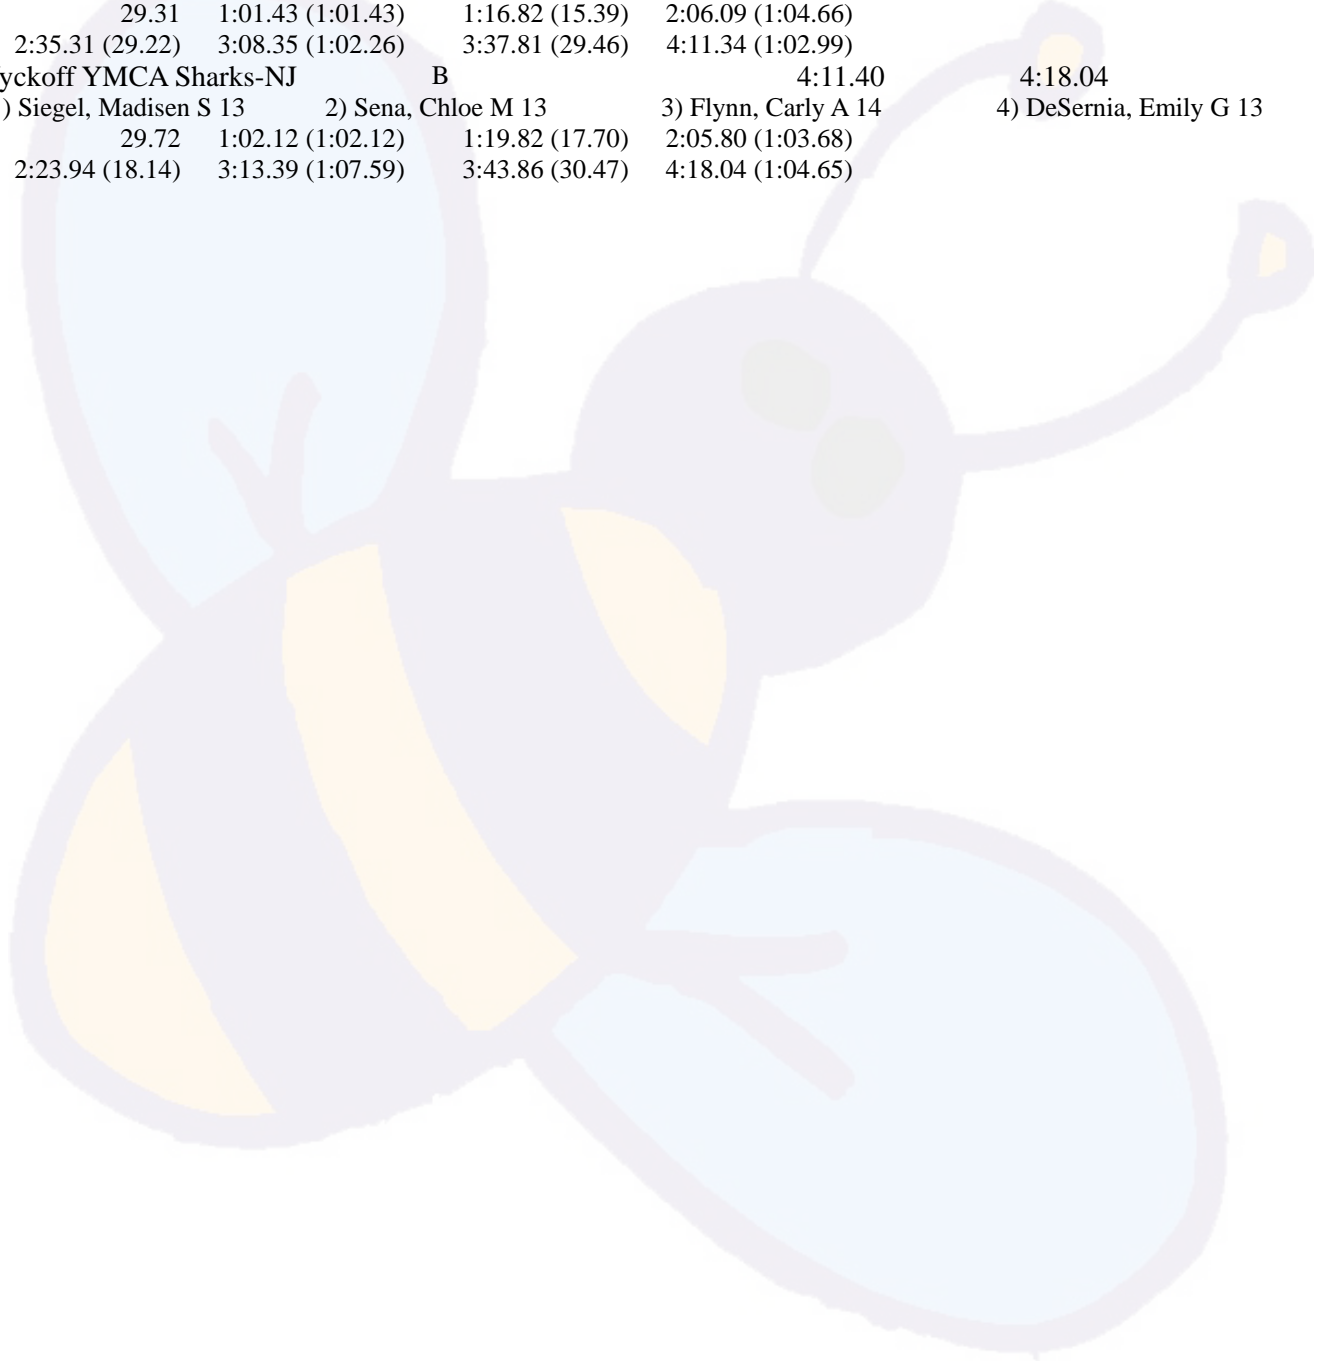 29.31 1:01.43 (1:01.43) 1:16.82 (15.39) 2:06.09 (1:04.66)
2:35.31 (29.22) 3:08.35 (1:02.26) 3:37.81 (29.46) 4:11.34 (1:02.99)
yckoff YMCA Sharks-NJ B 4:11.40 4:18.04
) Siegel, Madisen S 13 2) Sena, Chloe M 13 3) Flynn, Carly A 14 4) DeSernia, Emily G 13
29.72 1:02.12 (1:02.12) 1:19.82 (17.70) 2:05.80 (1:03.68)
2:23.94 (18.14) 3:13.39 (1:07.59) 3:43.86 (30.47) 4:18.04 (1:04.65)